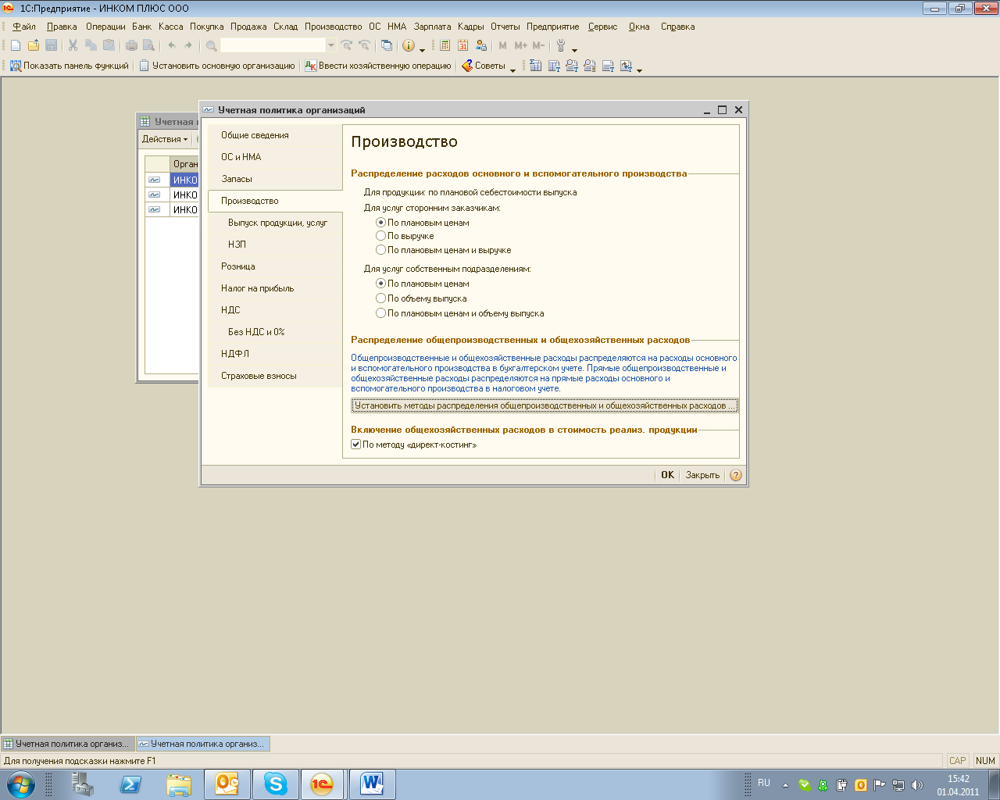 1С:Предприятие - ИНКОМ ПЛЮС ООО
Файл Правка Операции Банк Касса Покупка Продажа Склад Производство ОС НМА Зарплата Кадры Отчеты Предприятие Сервис Окна Справка
M M+ M-
Показать панель функций Установить основную организацию Ввести хозяйственную операцию Советы
Учетная политика организаций
Учетная
Действия
Орган
ИНКО
ИНКО
ИНКО
Общие сведения
ОС и НМА
Запасы
Производство
Выпуск продукции, услуг
НЗП
Розница
Налог на прибыль
НДС
Без НДС и 0%
НДФЛ
Страховые взносы
Производство
Распределение расходов основного и вспомогательного производства
Для продукции: по плановой себестоимости выпуска
Для услуг сторонним заказчикам:
По плановым ценам
По выручке
По плановым ценам и выручке
Для услуг собственным подразделениям:
По плановым ценам
По объему выпуска
По плановым ценам и объему выпуска
Распределение общепроизводственных и общехозяйственных расходов
Общепроизводственные и общехозяйственные расходы распределяются на расходы основного
и вспомогательного производства в бухгалтерском учете. Прямые общепроизводственные и
общехозяйственные расходы распределяются на прямые расходы основного и
вспомогательного производства в налоговом учете.
Установить методы распределения общепроизводственных и общехозяйственных расходов ...
Включение общехозяйственных расходов в стоимость реализ. продукции
По методу «директ-костинг»
OK Закрыть ?
Учетная политика организ... Учетная политика организ...
Для получения подсказки нажмите F1
CAP NUM
RU
15:42
01.04.2011